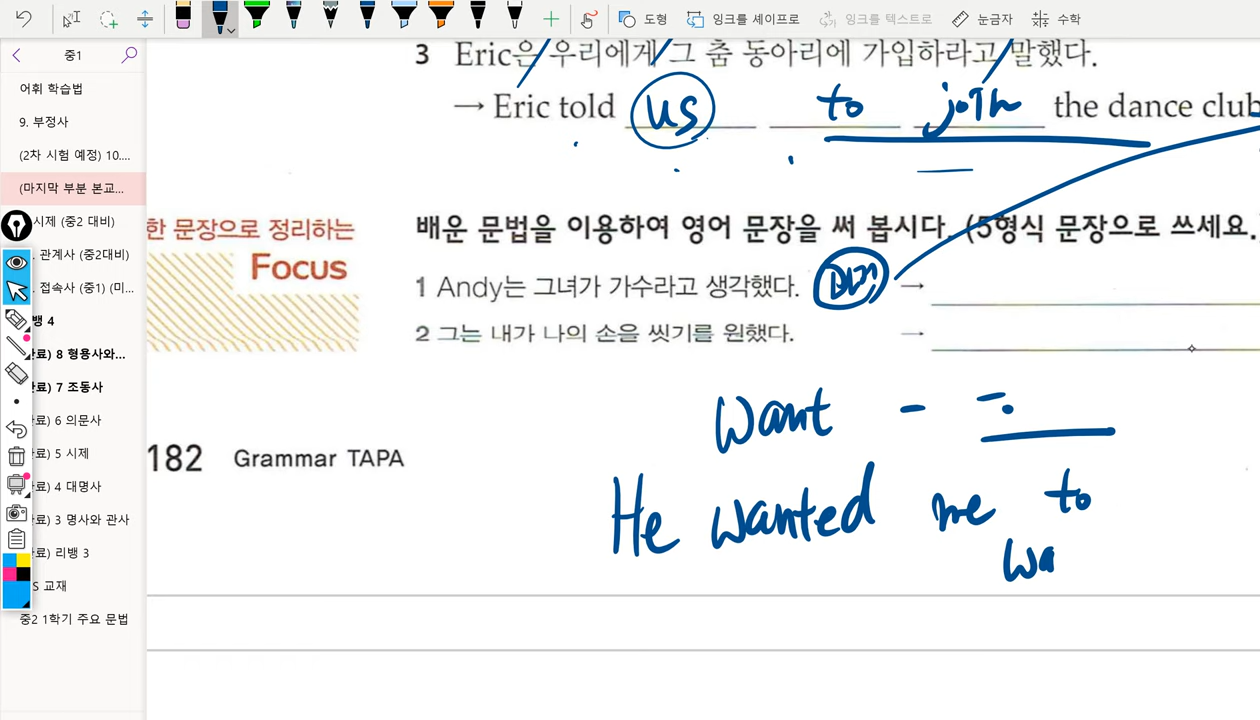 도형 잉크를 셰이프로 잉크를 텍스트로 눈금자 수학
중1
어휘 학습법
9. 부정사
(2차 시험 예정) 10....
(마지막 부분 본교...
시제 (중2 대비)
. 관계사 (중2대비)
. 접속사 (중1) (미...
뱅 4
료) 8 형용사와...
료) 7 조동사
료) 6 의문사
료) 5 시제
료) 4 대명사
료) 3 명사와 관사
료) 리뱅 3
S 교재
중2 1학기 주요 문법
3 Eric은 우리에게 그 춤 동아리에 가입하라고 말했다.
→ Eric told us to join the dance club
한 문장으로 정리하는
Focus
배운 문법을 이용하여 영어 문장을 써 봅시다. (5형식 문장으로 쓰세요.
1 Andy는 그녀가 가수라고 생각했다. →
2 그는 내가 나의 손을 씻기를 원했다. →
Want -
He wanted me to
wa
182 Grammar TAPA